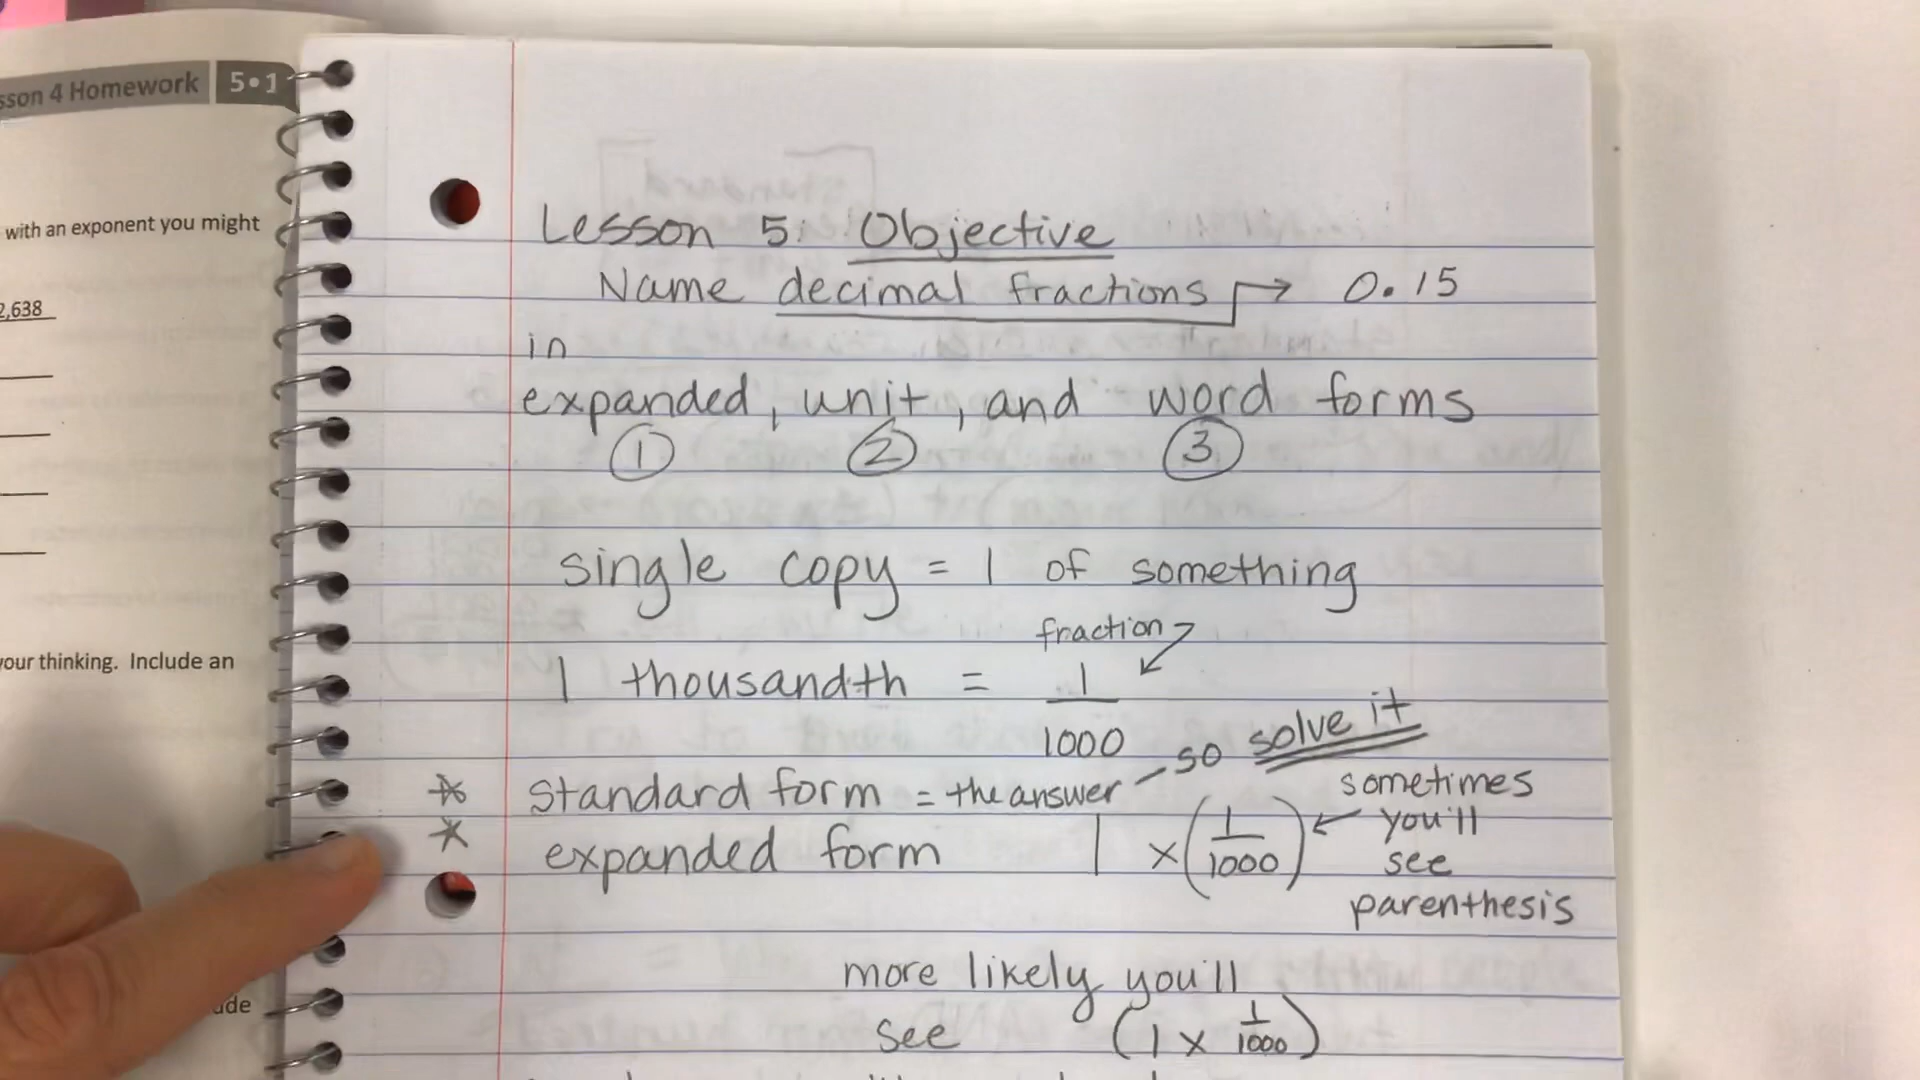 sson 4 Homework 5•1
with an exponent you might
2,638
your thinking. Include an
Lesson 5: Objective
Name decimal fractions → 0.15
in
expanded, unit, and word forms
① ② ③
single copy = 1 of something
fraction
1 thousandth = 1/1000
standard form = the answer - so solve it
expanded form 1 × (1/1000) ← sometimes
you'll
see
parenthesis
more likely you'll
see (1 × 1/1000)